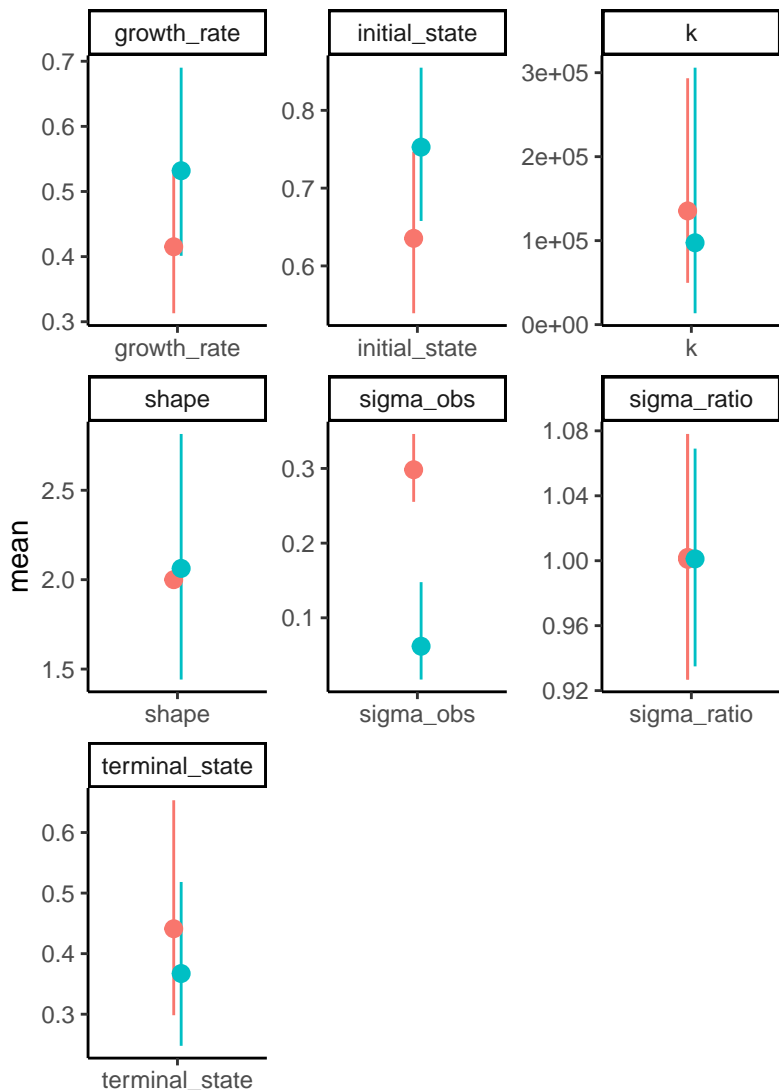 growth_rate
initial_state
k
0.7
0.6
0.5
0.4
0.3
0.8
0.7
0.6
3e+05
2e+05
1e+05
0e+00
growth_rate
initial_state
k
mean
shape
sigma_obs
sigma_ratio
2.5
2.0
1.5
0.3
0.2
0.1
1.08
1.04
1.00
0.96
0.92
shape
sigma_obs
sigma_ratio
terminal_state
0.6
0.5
0.4
0.3
terminal_state